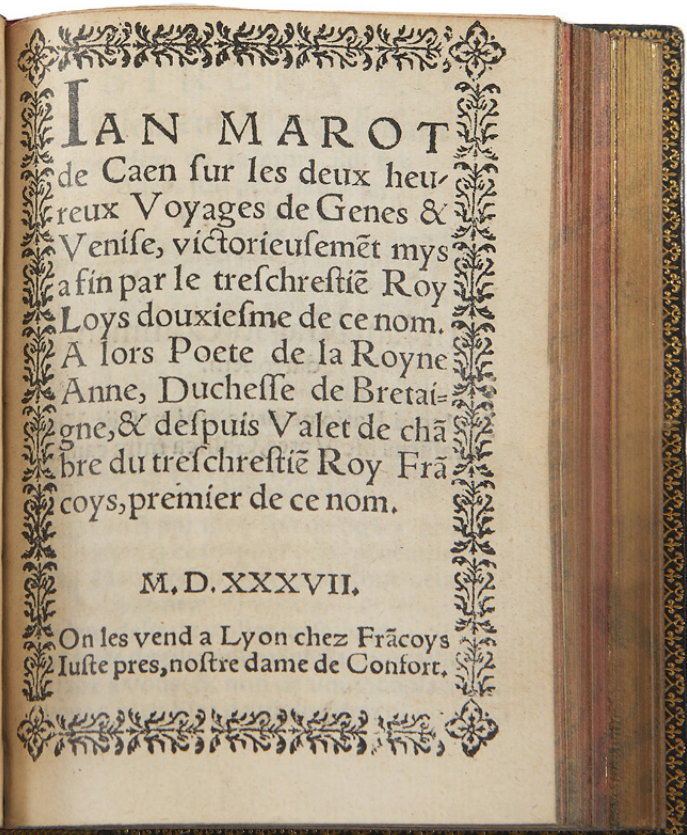 IAN MAROT
de Caen ſur les deux heu-
reux Voyages de Genes &
Veniſe, victorieuſemẽt mys
a fin par le treſchreſtiẽ Roy
Loys douxieſme de ce nom.
A lors Poete de la Royne
Anne, Ducheſſe de Bretai=
gne,& deſpuis Valet de chã
bre du treſchreſtiẽ Roy Frã
coys,premier de ce nom.
M.D.XXXVII.
On les vend a Lyon chez Frãcoys
Iuſte pres,noſtre dame de Confort.